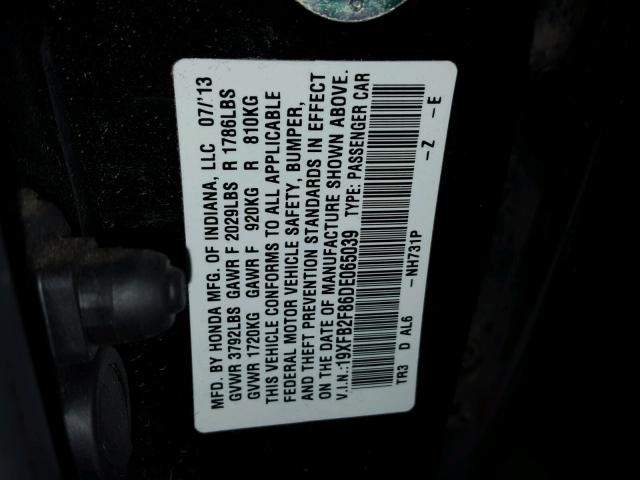 MFD. BY HONDA MFG. OF INDIANA, LLC 07/'13
GVWR 3792LBS GAWR F 2029LBS R 1786LBS
GVWR 1720KG GAWR F 920KG R 810KG
THIS VEHICLE CONFORMS TO ALL APPLICABLE
FEDERAL MOTOR VEHICLE SAFETY, BUMPER,
AND THEFT PREVENTION STANDARDS IN EFFECT
ON THE DATE OF MANUFACTURE SHOWN ABOVE.
V.I.N.:19XFB2F86DE065039 TYPE: PASSENGER CAR
TR3 D AL6 -NH731P -Z -E